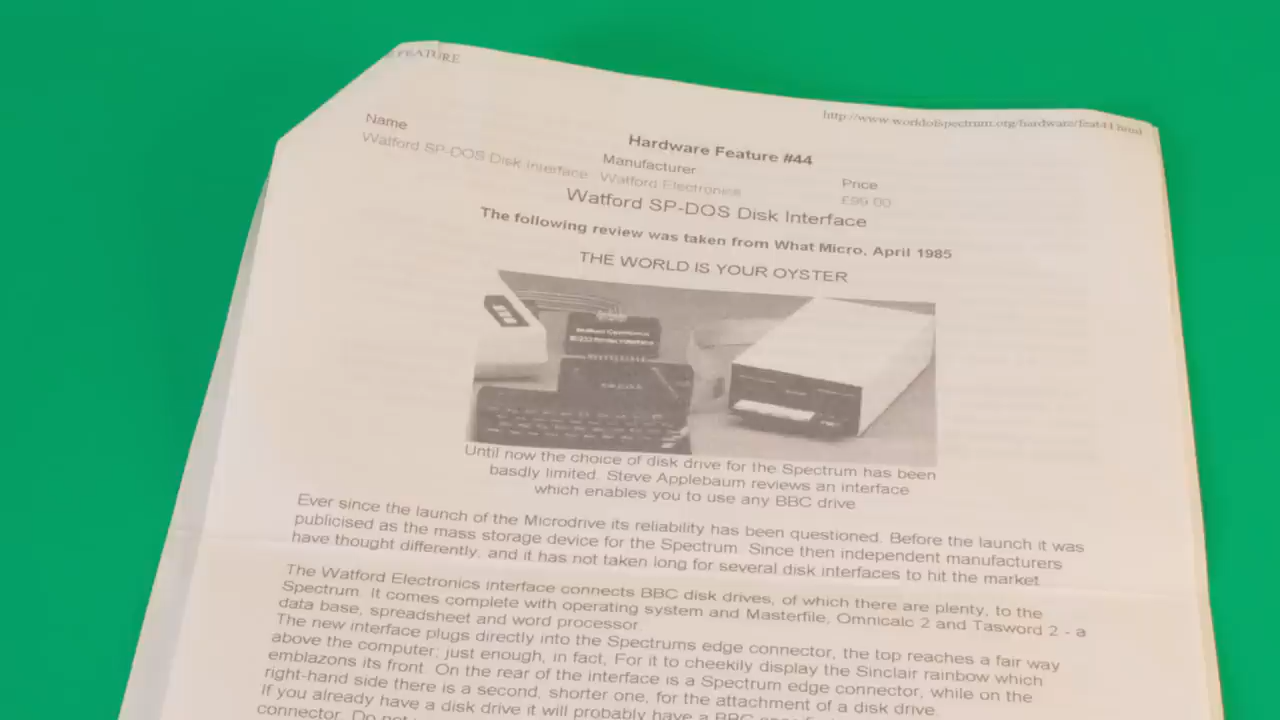 FEATURE
http://www.worldofspectrum.org/hardware/feat41.html
Hardware Feature #44
Name Manufacturer Price
Watford SP-DOS Disk Interface Watford Electronics £99.00
Watford SP-DOS Disk Interface
The following review was taken from What Micro, April 1985
THE WORLD IS YOUR OYSTER
Until now the choice of disk drive for the Spectrum has been
basdly limited. Steve Applebaum reviews an interface
which enables you to use any BBC drive
Ever since the launch of the Microdrive its reliability has been questioned. Before the launch it was
publicised as the mass storage device for the Spectrum. Since then independent manufacturers
have thought differently, and it has not taken long for several disk interfaces to hit the market
The Watford Electronics interface connects BBC disk drives, of which there are plenty, to the
Spectrum. It comes complete with operating system and Masterfile, Omnicalc 2 and Tasword 2 - a
data base, spreadsheet and word processor
The new interface plugs directly into the Spectrums edge connector, the top reaches a fair way
above the computer; just enough, in fact, For it to cheekily display the Sinclair rainbow which
emblazons its front. On the rear of the interface is a Spectrum edge connector, while on the
right-hand side there is a second, shorter one, for the attachment of a disk drive.
If you already have a disk drive it will probably have a BBC
connector. Do not